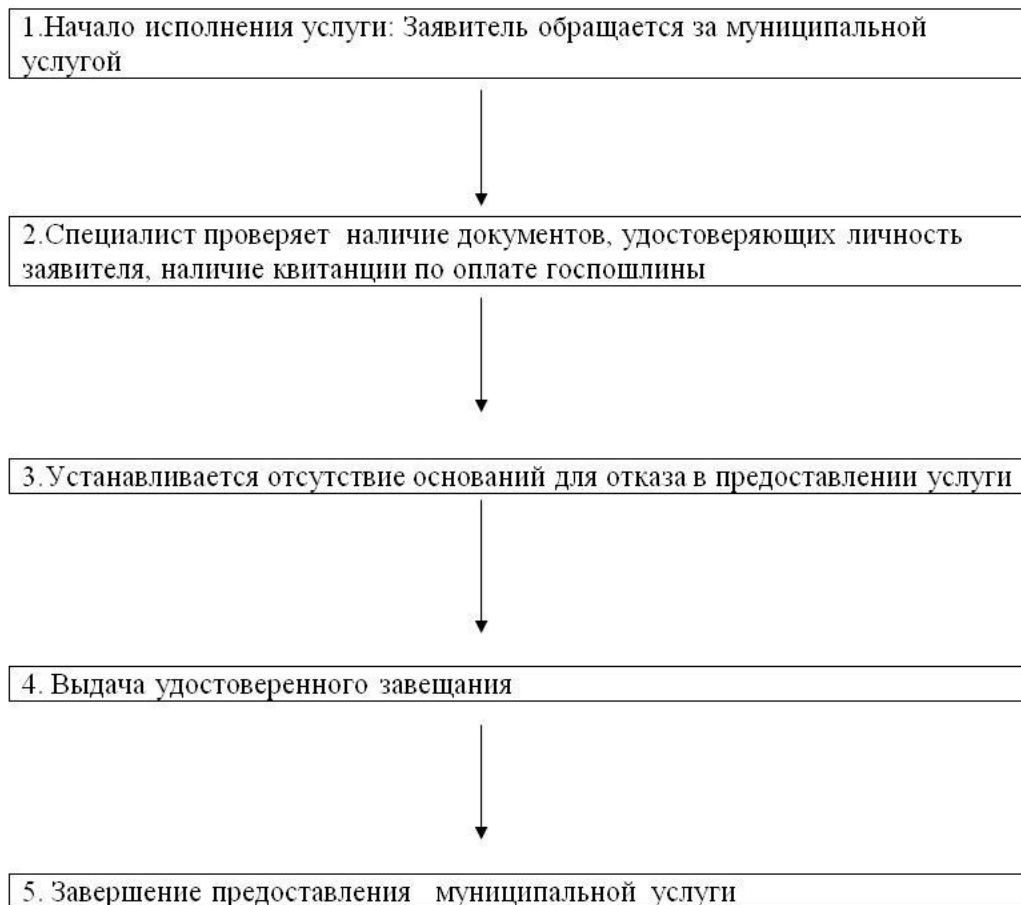 1.Начало исполнения услуги: Заявитель обращается за муниципальной
услугой
2.Специалист проверяет наличие документов, удостоверяющих личность
заявителя, наличие квитанции по оплате госпошлины
3.Устанавливается отсутствие оснований для отказа в предоставлении услуги
4. Выдача удостоверенного завещания
5. Завершение предоставления муниципальной услуги